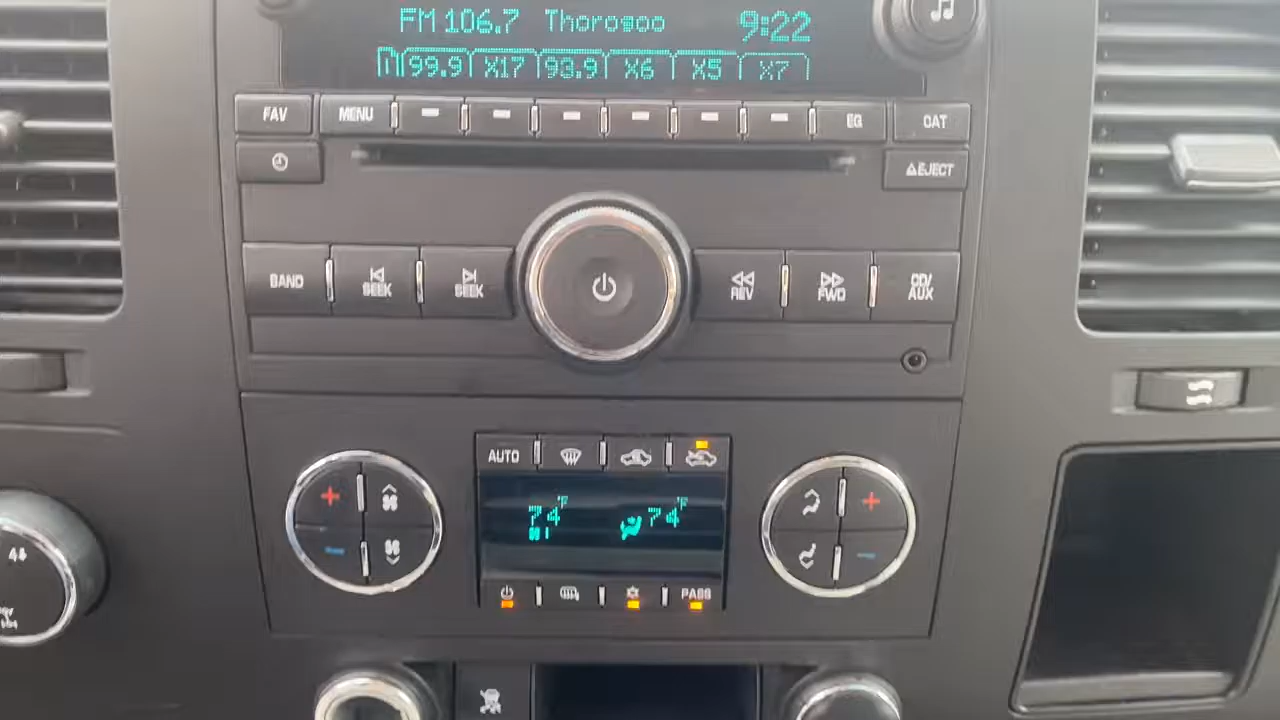 FM 106.7 Thorogoo 9:22
99.9 X17 93.9 X6 X5 X7
FAV MENU EQ CAT
EJECT
BAND SEEK SEEK REV FWD CD/
AUX
AUTO
74°F 74°F
PASS